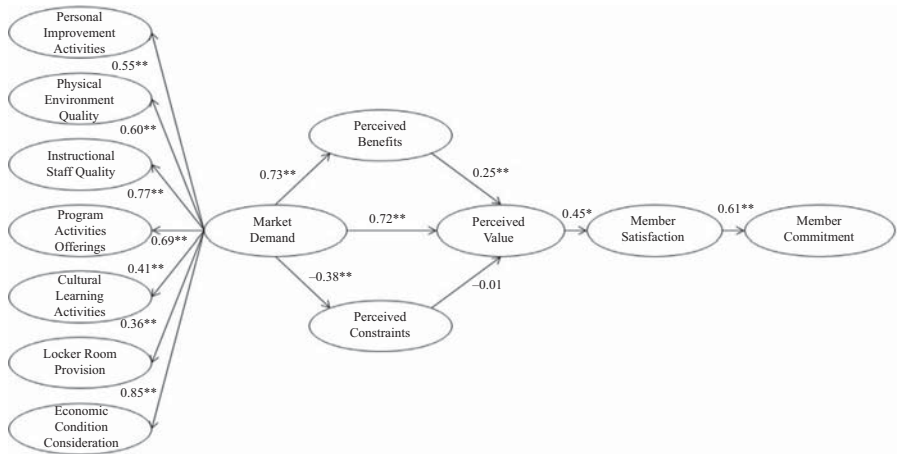 Personal
Improvement
Activities
0.55**
Physical
Environment
Quality
0.60**
Instructional
Staff Quality
0.77**
Program
Activities
Offerings
0.69**
Cultural
Learning
Activities
0.41**
Locker Room
Provision
0.36**
Economic
Condition
Consideration
0.85**
Market
Demand
0.73**
0.72**
–0.38**
Perceived
Benefits
0.25**
Perceived
Constraints
–0.01
Perceived
Value
0.45*
Member
Satisfaction
0.61**
Member
Commitment